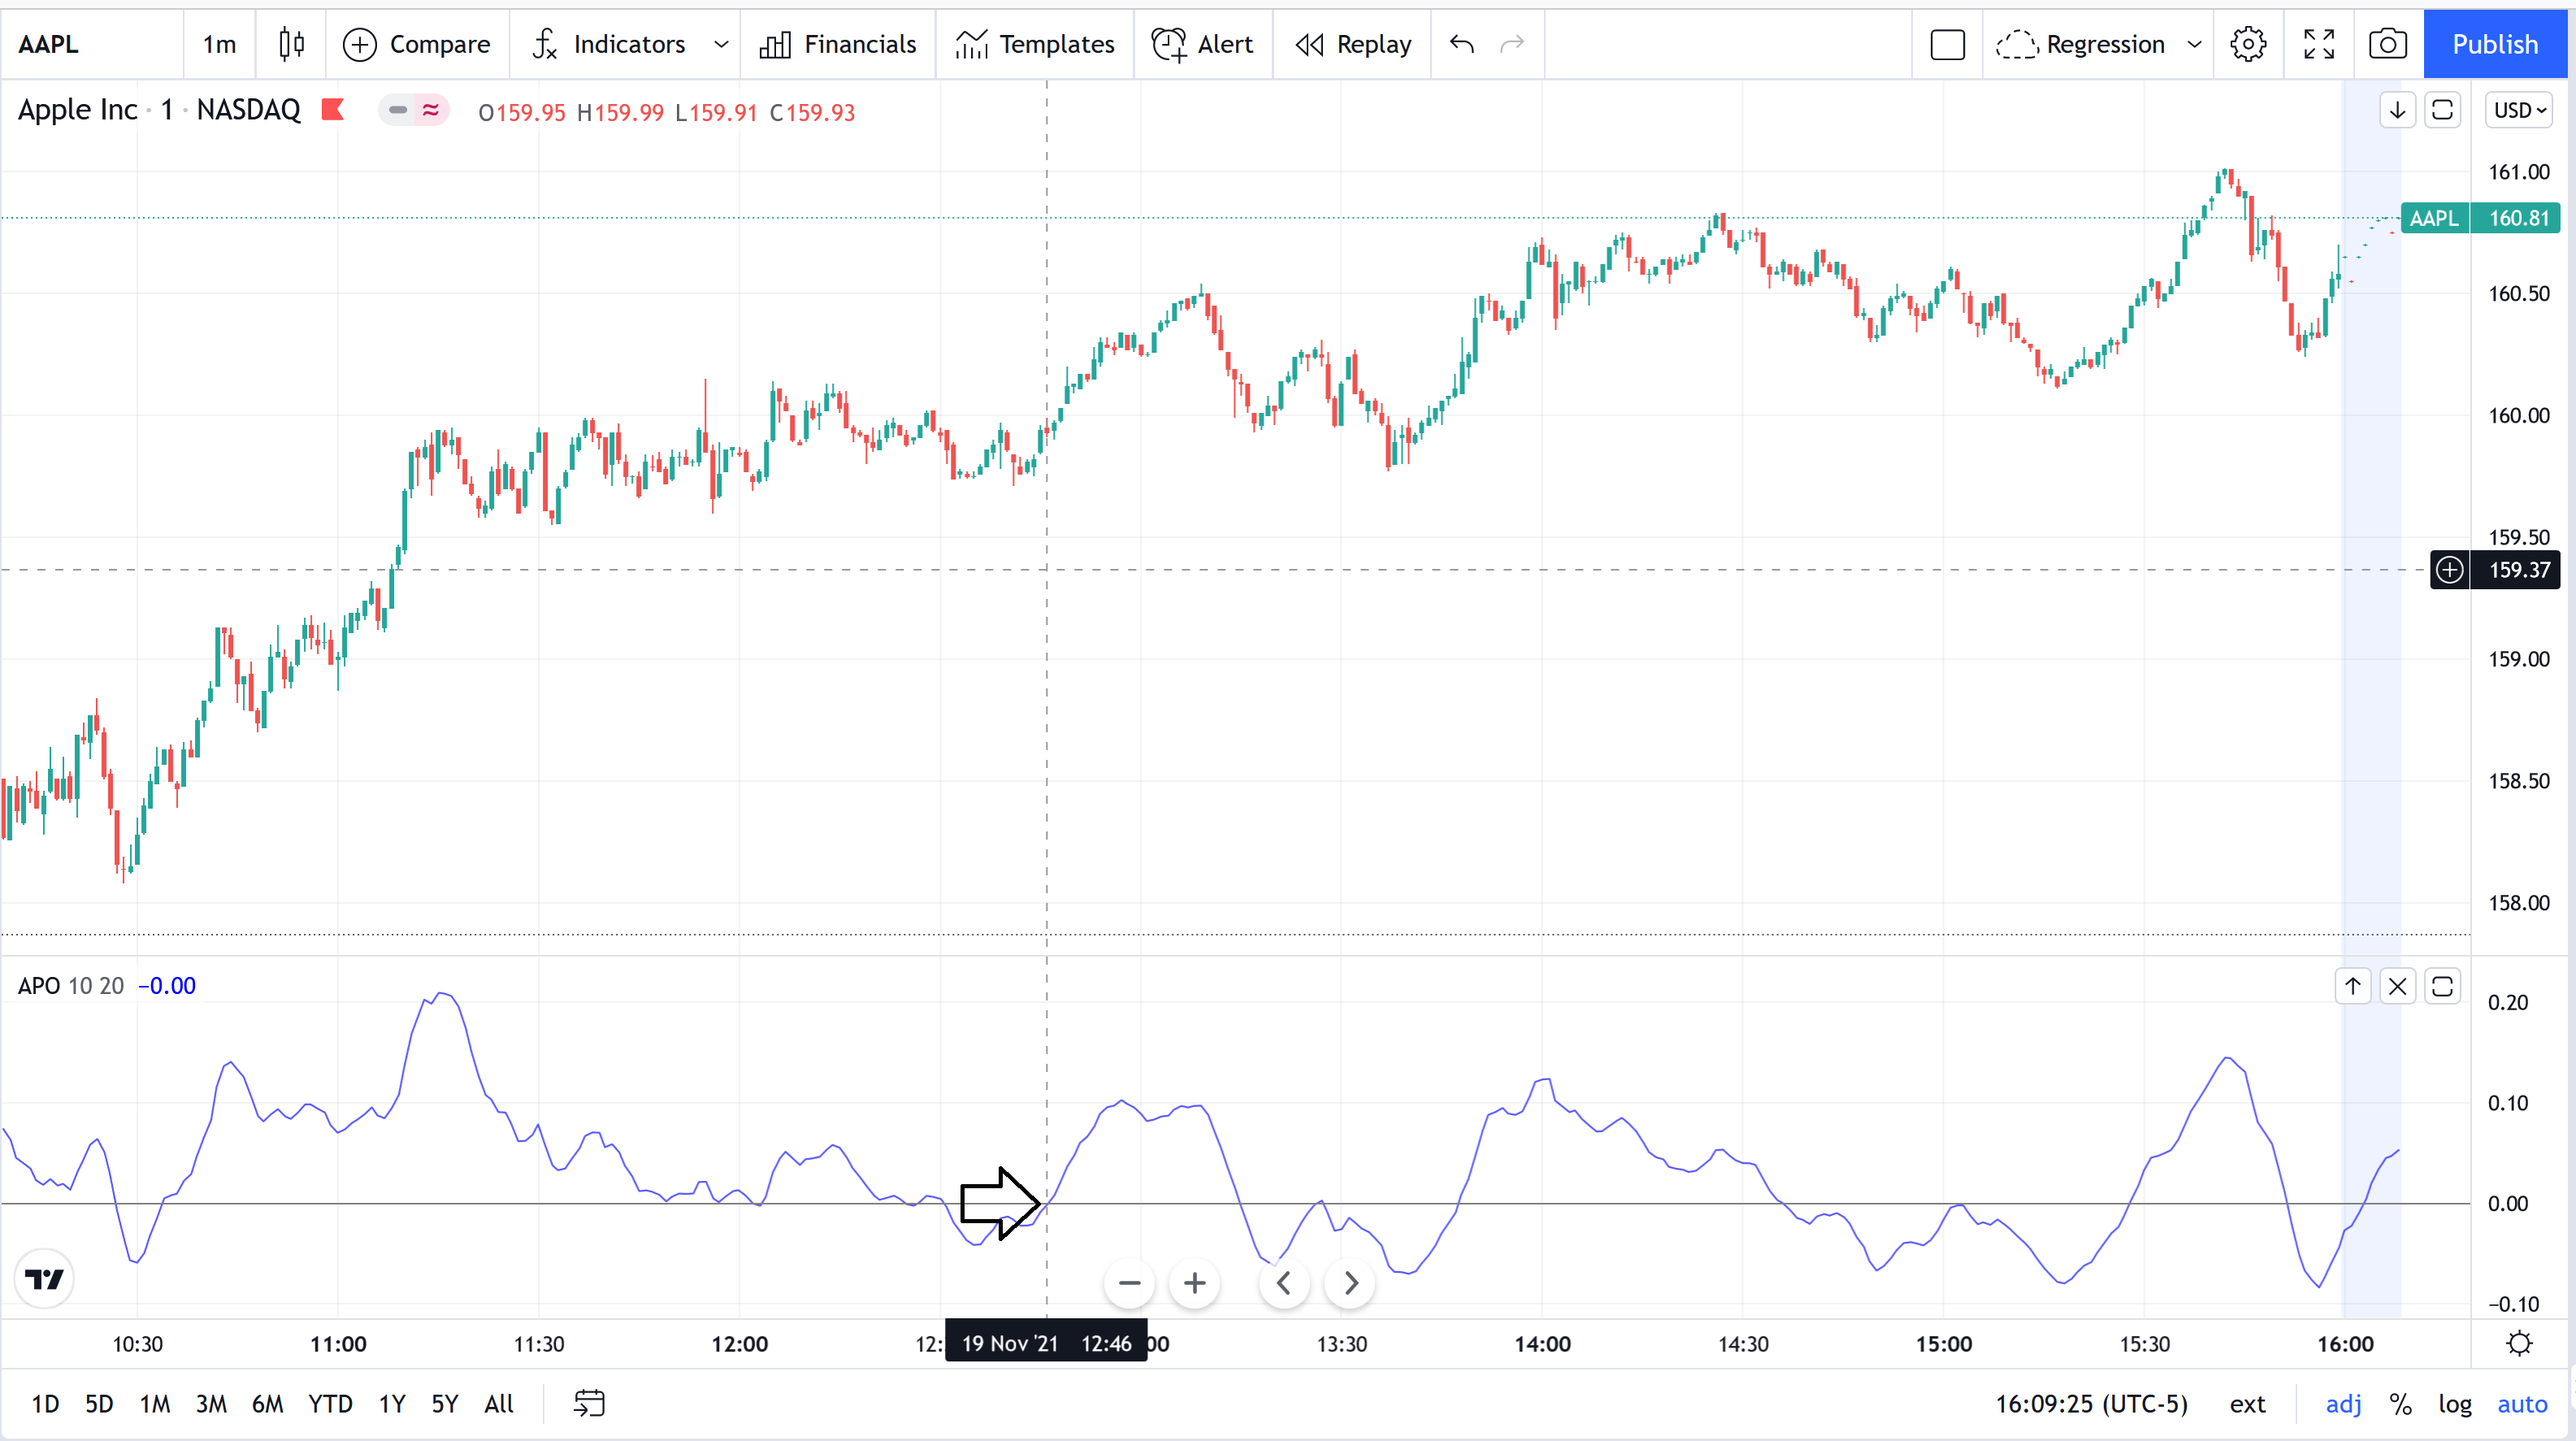 AAPL 1m Compare Indicators Financials Templates Alert Replay Regression Publish
Apple Inc · 1 · NASDAQ O159.95 H159.99 L159.91 C159.93 USD
161.00
AAPL 160.81
160.50
160.00
159.50
159.37
159.00
158.50
158.00
APO 10 20 −0.00
0.20
0.10
0.00
−0.10
10:30 11:00 11:30 12:00 12: 19 Nov '21 12:46 00 13:30 14:00 14:30 15:00 15:30 16:00
1D 5D 1M 3M 6M YTD 1Y 5Y All 16:09:25 (UTC-5) ext adj % log auto